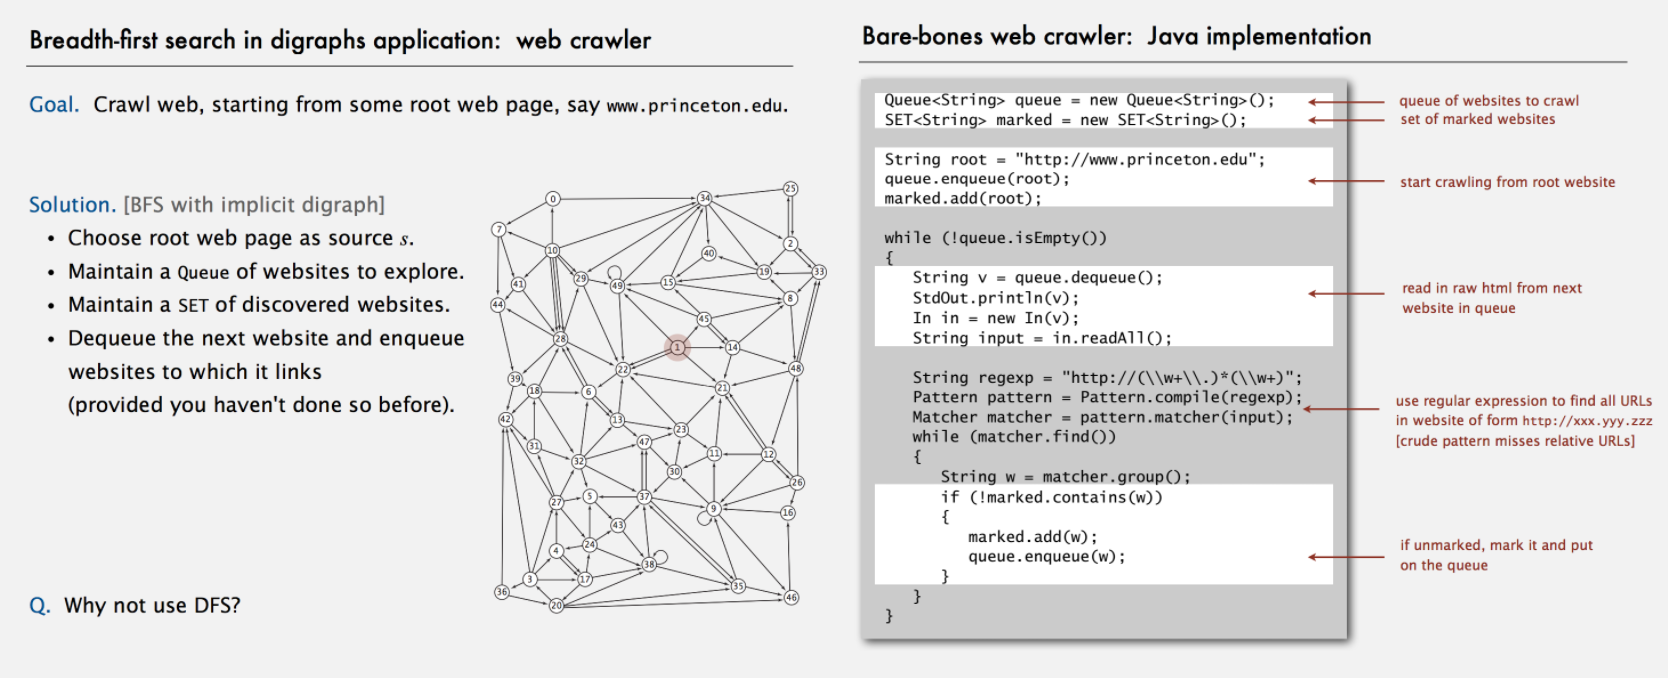 Breadth-first search in digraphs application: web crawler
Goal. Crawl web, starting from some root web page, say www.princeton.edu.
Solution. [BFS with implicit digraph]
• Choose root web page as source s.
• Maintain a Queue of websites to explore.
• Maintain a SET of discovered websites.
• Dequeue the next website and enqueue
websites to which it links
(provided you haven't done so before).
Q. Why not use DFS?
0
34
25
7
10
40
2
41
29
49
15
19
33
44
8
45
28
1
14
22
48
39
18
6
21
42
13
23
31
47
32
11
12
30
26
27
5
37
9
16
43
4
24
38
3
17
36
35
20
46
Bare-bones web crawler: Java implementation
Queue<String> queue = new Queue<String>();
SET<String> marked = new SET<String>();
String root = "http://www.princeton.edu";
queue.enqueue(root);
marked.add(root);
while (!queue.isEmpty())
{
String v = queue.dequeue();
StdOut.println(v);
In in = new In(v);
String input = in.readAll();
String regexp = "http://(\\w+\\.)*(\\w+)";
Pattern pattern = Pattern.compile(regexp);
Matcher matcher = pattern.matcher(input);
while (matcher.find())
{
String w = matcher.group();
if (!marked.contains(w))
{
marked.add(w);
queue.enqueue(w);
}
}
}
queue of websites to crawl
set of marked websites
start crawling from root website
read in raw html from next
website in queue
use regular expression to find all URLs
in website of form http://xxx.yyy.zzz
[crude pattern misses relative URLs]
if unmarked, mark it and put
on the queue